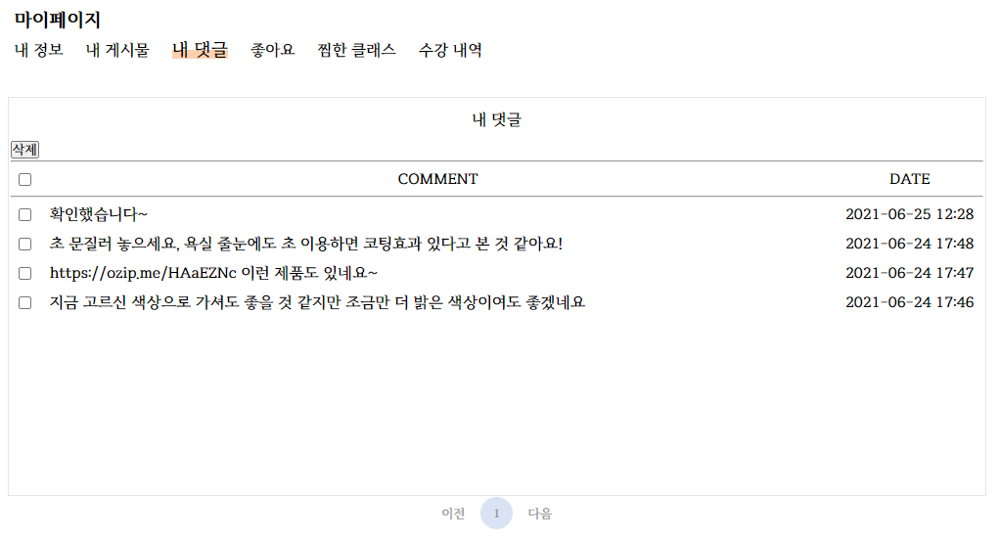 마이페이지
내 정보 내 게시물 내 댓글 좋아요 찜한 클래스 수강 내역
내 댓글
삭제
COMMENT DATE
확인했습니다~ 2021-06-25 12:28
초 문질러 놓으세요, 욕실 줄눈에도 초 이용하면 코팅효과 있다고 본 것 같아요! 2021-06-24 17:48
https://ozip.me/HAaEZNc 이런 제품도 있네요~ 2021-06-24 17:47
지금 고르신 색상으로 가셔도 좋을 것 같지만 조금만 더 밝은 색상이여도 좋겠네요 2021-06-24 17:46
이전 1 다음